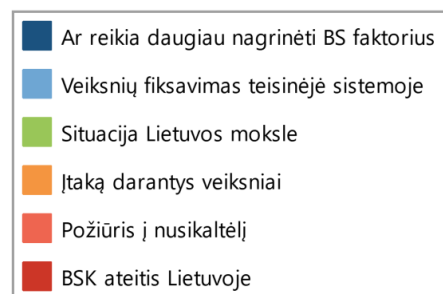 Ar reikia daugiau nagrinėti BS faktorius
Veiksnių fiksavimas teisinėje sistemoje
Situacija Lietuvos moksle
Įtaką darantys veiksniai
Požiūris į nusikaltėlį
BSK ateitis Lietuvoje